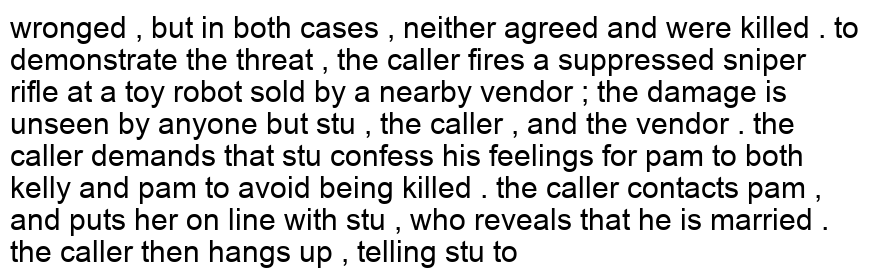 wronged , but in both cases , neither agreed and were killed . to
demonstrate the threat , the caller fires a suppressed sniper
rifle at a toy robot sold by a nearby vendor ; the damage is
unseen by anyone but stu , the caller , and the vendor . the
caller demands that stu confess his feelings for pam to both
kelly and pam to avoid being killed . the caller contacts pam ,
and puts her on line with stu , who reveals that he is married .
the caller then hangs up , telling stu to